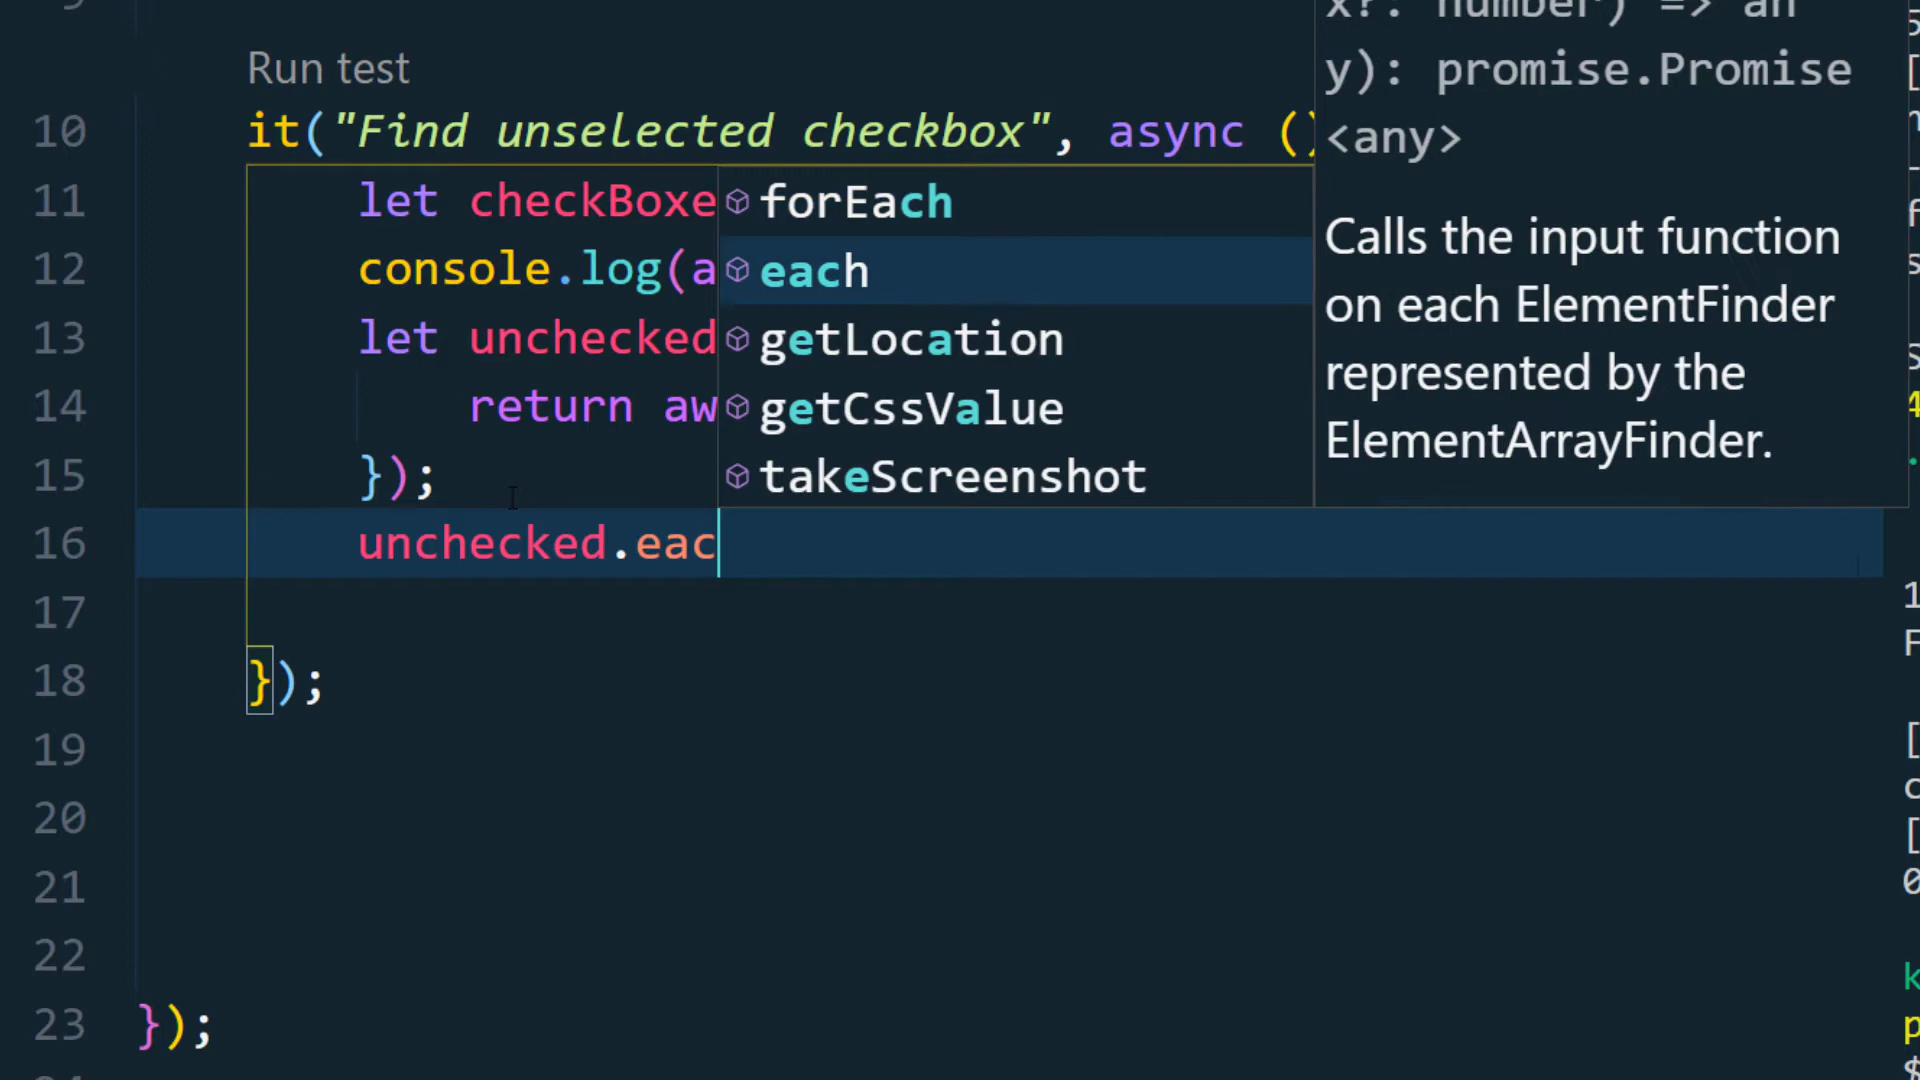 x?: number) => an
Run test
y): promise.Promise
10 it("Find unselected checkbox", async ()
<any>
11 let checkBoxe
forEach
12 console.log(a
each
Calls the input function
on each ElementFinder
represented by the
ElementArrayFinder.
13 let unchecked
getLocation
14 return aw
getCssValue
15 });
takeScreenshot
16 unchecked.eac
17
18 });
19
20
21
22
23 });